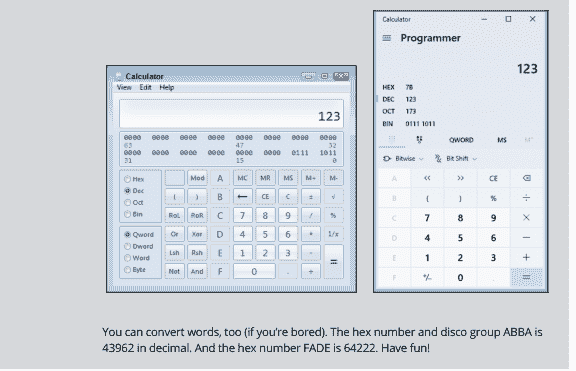 Calculator
View Edit Help
123
0000 0000 0000 0000 0000 0000 0000 0000
63 47 32
0000 0000 0000 0000 0000 0000 0111 1011
31 15 0
Hex Mod A MC MR MS M+ M-
Dec ( ) B ← CE C ± √
Oct
Bin RoL RoR C 7 8 9 / %
Qword Or Xor D 4 5 6 * 1/x
Dword
Word Lsh Rsh E 1 2 3 - =
Byte Not And F 0 . +
Calculator
Programmer
123
HEX 7B
DEC 123
OCT 173
BIN 0111 1011
QWORD MS M
Bitwise Bit Shift
A << >> CE
B ( ) % ÷
C 7 8 9 ×
D 4 5 6 −
E 1 2 3 +
F +/- 0 . =
You can convert words, too (if you're bored). The hex number and disco group ABBA is
43962 in decimal. And the hex number FADE is 64222. Have fun!